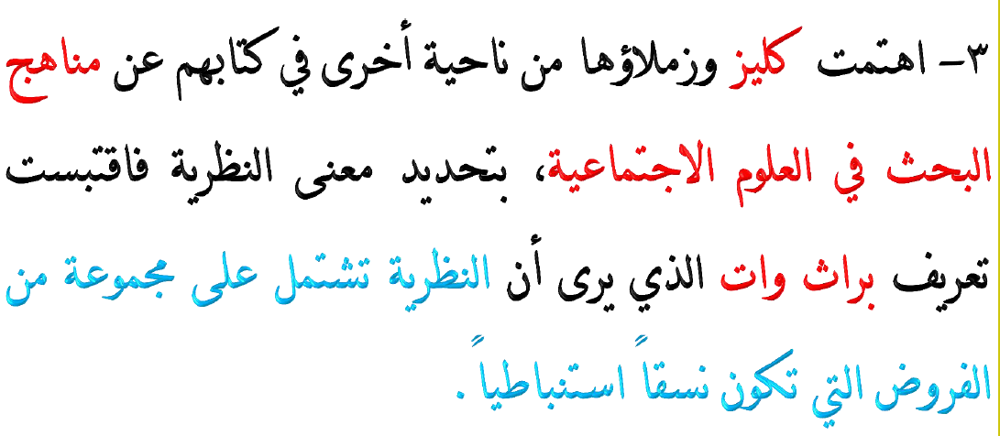 ٣- اهتمت كليز وزملاؤها من ناحية أخرى في كتابهم عن مناهج
البحث في العلوم الاجتماعية، بتحديد معنى النظرية فاقتبست
تعريف براث وات الذي يرى أن النظرية تشتمل على مجموعة من
الفروض التي تكون نسقاً استنباطياً .